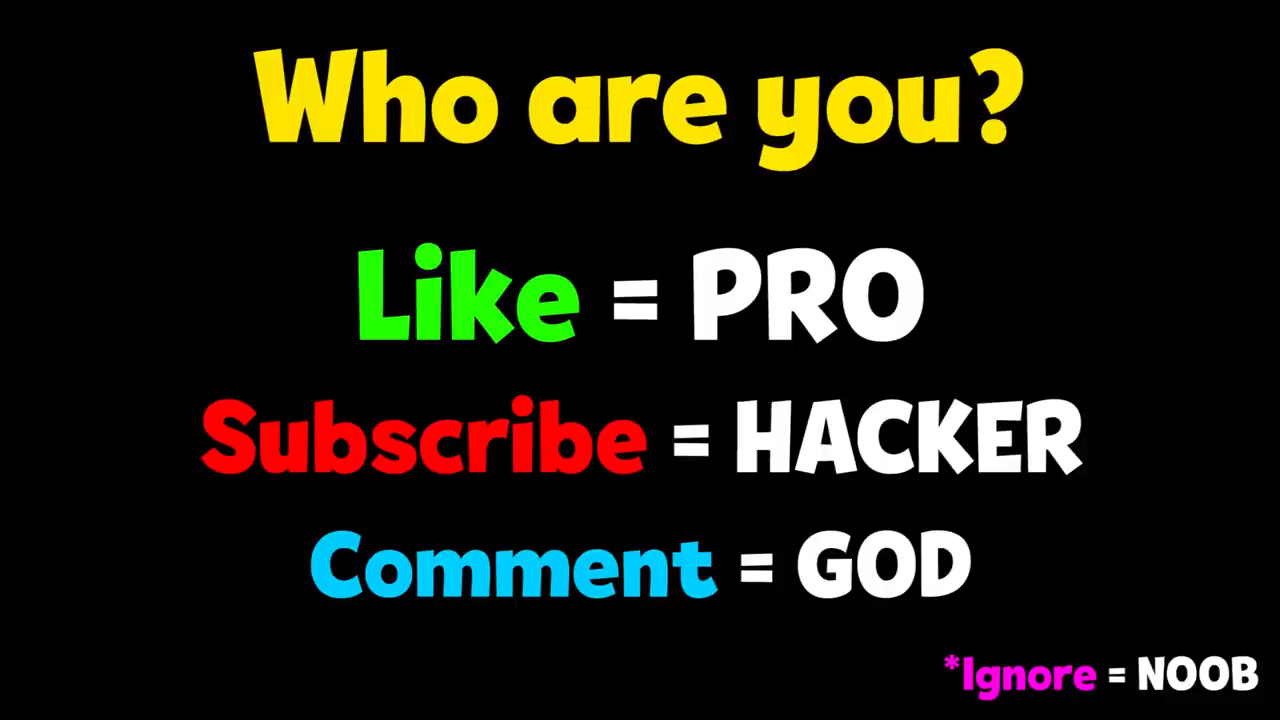 Who are you?
Like = PRO
Subscribe = HACKER
Comment = GOD
*Ignore = NOOB